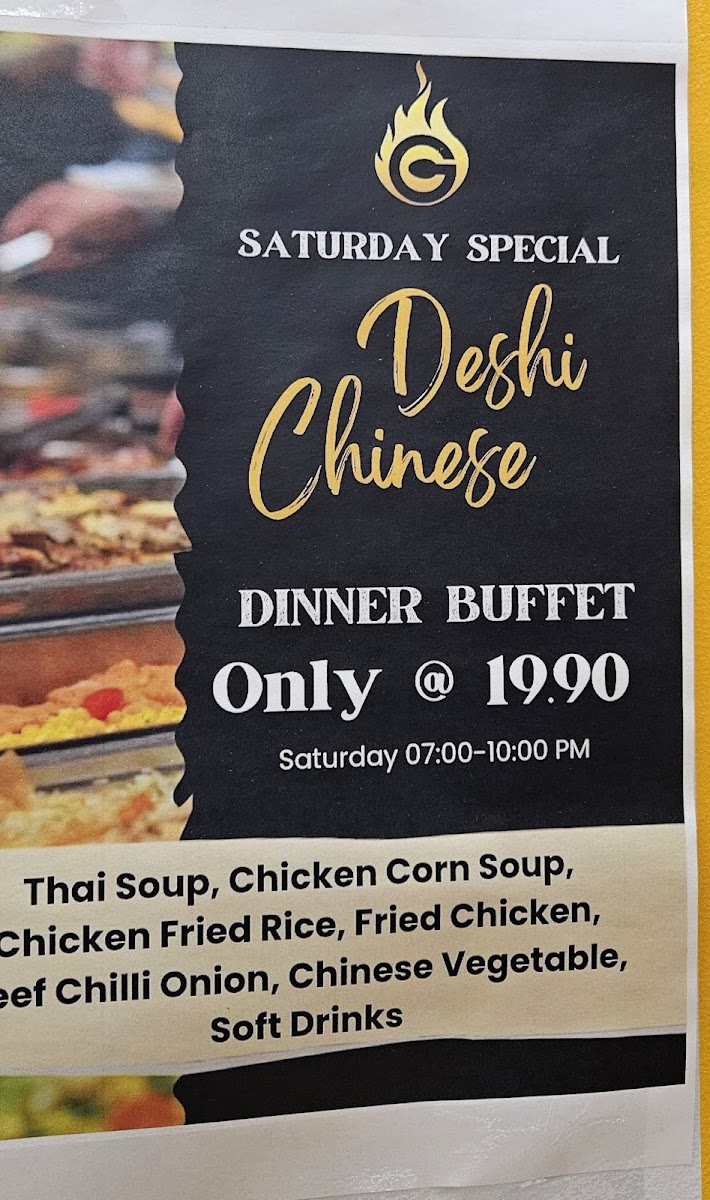 C
SATURDAY SPECIAL
Deshi
Chinese
DINNER BUFFET
Only @ 19.90
Saturday 07:00-10:00 PM
Thai Soup, Chicken Corn Soup,
Chicken Fried Rice, Fried Chicken,
eef Chilli Onion, Chinese Vegetable,
Soft Drinks